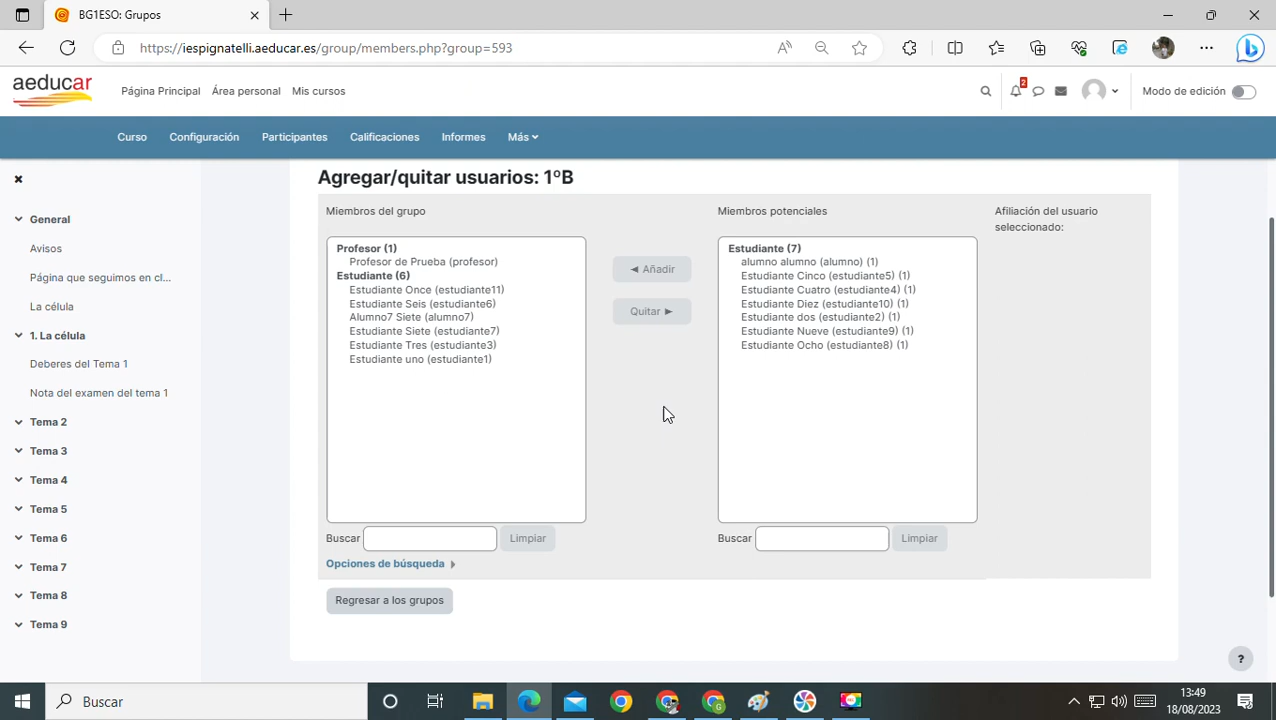 BG1ESO: Grupos
https://iespignatelli.aeducar.es/group/members.php?group=593
aeducar
Página Principal Área personal Mis cursos
2
Modo de edición
Curso Configuración Participantes Calificaciones Informes Más
General
Avisos
Página que seguimos en cl...
La célula
1. La célula
Deberes del Tema 1
Nota del examen del tema 1
Tema 2
Tema 3
Tema 4
Tema 5
Tema 6
Tema 7
Tema 8
Tema 9
Agregar/quitar usuarios: 1ºB
Miembros del grupo
Profesor (1)
Profesor de Prueba (profesor)
Estudiante (6)
Estudiante Once (estudiante11)
Estudiante Seis (estudiante6)
Alumno7 Siete (alumno7)
Estudiante Siete (estudiante7)
Estudiante Tres (estudiante3)
Estudiante uno (estudiante1)
Buscar Limpiar
Opciones de búsqueda
◄ Añadir
Quitar ►
Miembros potenciales
Estudiante (7)
alumno alumno (alumno) (1)
Estudiante Cinco (estudiante5) (1)
Estudiante Cuatro (estudiante4) (1)
Estudiante Diez (estudiante10) (1)
Estudiante dos (estudiante2) (1)
Estudiante Nueve (estudiante9) (1)
Estudiante Ocho (estudiante8) (1)
Buscar Limpiar
Afiliación del usuario
seleccionado:
Regresar a los grupos
?
Buscar
13:49
18/08/2023